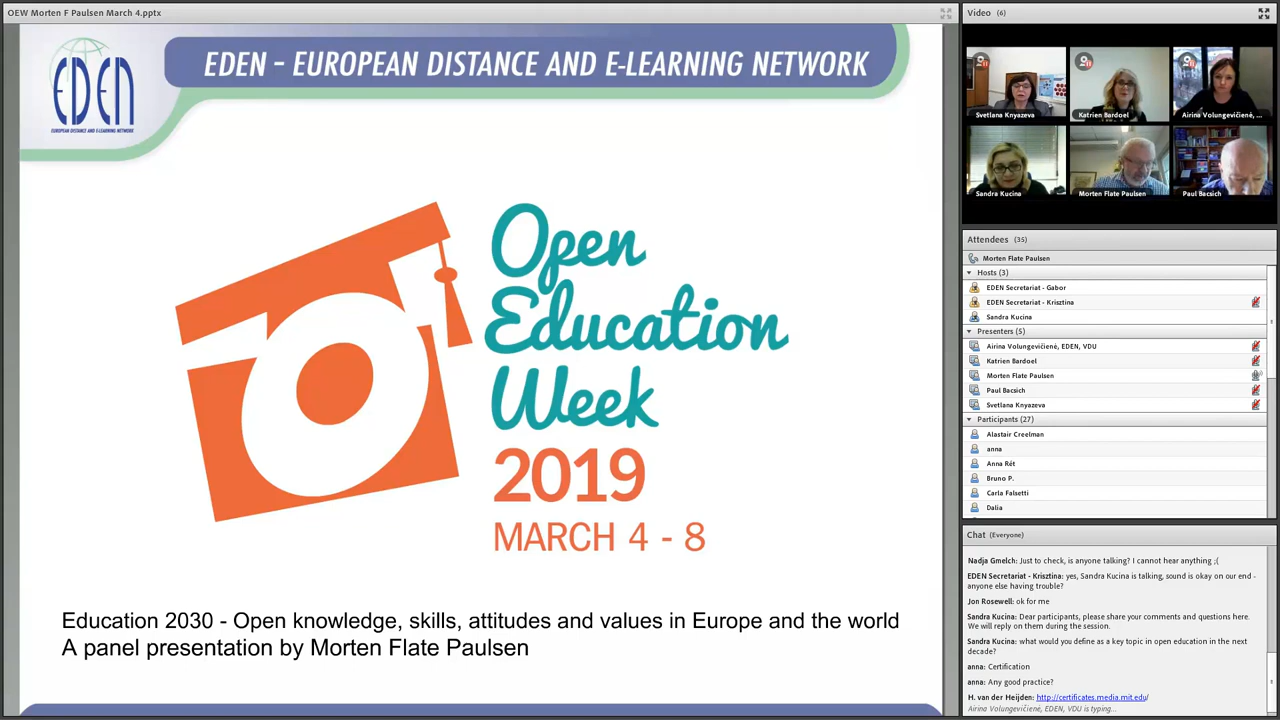 OEW Morten F Paulsen March 4.pptx
EDEN
EUROPEAN DISTANCE AND E-LEARNING NETWORK
EDEN – EUROPEAN DISTANCE AND E-LEARNING NETWORK
Open
Education
Week
2019
MARCH 4 - 8
Education 2030 - Open knowledge, skills, attitudes and values in Europe and the world
A panel presentation by Morten Flate Paulsen
Video (6)
Svetlana Knyazeva
Katrien Bardoel
Airina Volungevičienė, ...
Sandra Kucina
Morten Flate Paulsen
Paul Bacsich
Attendees (35)
Morten Flate Paulsen
Hosts (3)
EDEN Secretariat - Gabor
EDEN Secretariat - Krisztina
Sandra Kucina
Presenters (5)
Airina Volungevičienė, EDEN, VDU
Katrien Bardoel
Morten Flate Paulsen
Paul Bacsich
Svetlana Knyazeva
Participants (27)
Alastair Creelman
anna
Anna Rét
Bruno P.
Carla Falsetti
Dalia
Chat (Everyone)
Nadja Gmelch: Just to check, is anyone talking? I cannot hear anything ;(
EDEN Secretariat - Krisztina: yes, Sandra Kucina is talking, sound is okay on our end -
anyone else having trouble?
Jon Rosewell: ok for me
Sandra Kucina: Dear participants, please share your comments and questions here.
We will reply on them during the session.
Sandra Kucina: what would you define as a key topic in open education in the next
decade?
anna: Certification
anna: Any good practice?
H. van der Heijden: http://certificates.media.mit.edu/
Airina Volungevičienė, EDEN, VDU is typing...